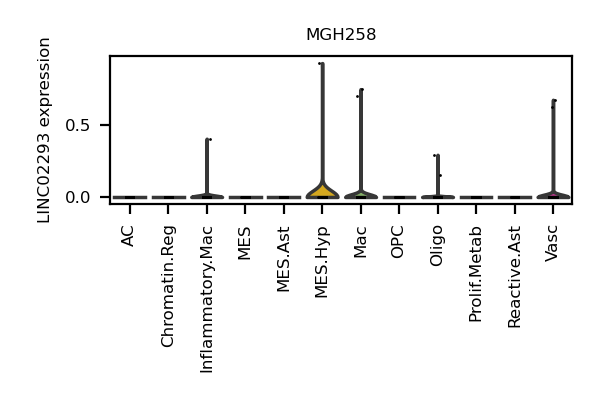 MGH258
LINC02293 expression
0.5
0.0
AC
Chromatin.Reg
Inflammatory.Mac
MES
MES.Ast
MES.Hyp
Mac
OPC
Oligo
Prolif.Metab
Reactive.Ast
Vasc